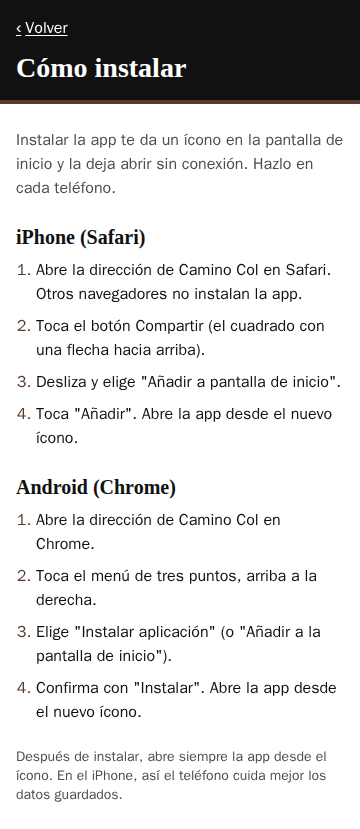 ‹ Volver
Cómo instalar
Instalar la app te da un ícono en la pantalla de
inicio y la deja abrir sin conexión. Hazlo en
cada teléfono.
iPhone (Safari)
1. Abre la dirección de Camino Col en Safari.
Otros navegadores no instalan la app.
2. Toca el botón Compartir (el cuadrado con
una flecha hacia arriba).
3. Desliza y elige "Añadir a pantalla de inicio".
4. Toca "Añadir". Abre la app desde el nuevo
ícono.
Android (Chrome)
1. Abre la dirección de Camino Col en
Chrome.
2. Toca el menú de tres puntos, arriba a la
derecha.
3. Elige "Instalar aplicación" (o "Añadir a la
pantalla de inicio").
4. Confirma con "Instalar". Abre la app desde
el nuevo ícono.
Después de instalar, abre siempre la app desde el
ícono. En el iPhone, así el teléfono cuida mejor los
datos guardados.